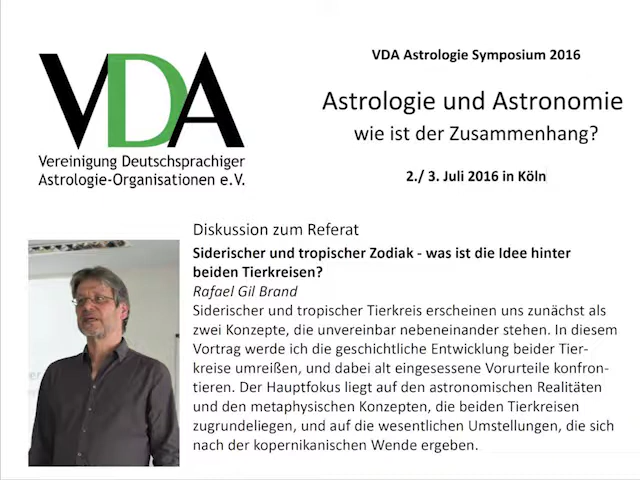 VDA
Vereinigung Deutschsprachiger
Astrologie-Organisationen e.V.
VDA Astrologie Symposium 2016
Astrologie und Astronomie
wie ist der Zusammenhang?
2./ 3. Juli 2016 in Köln
Diskussion zum Referat
Siderischer und tropischer Zodiak - was ist die Idee hinter
beiden Tierkreisen?
Rafael Gil Brand
Siderischer und tropischer Tierkreis erscheinen uns zunächst als
zwei Konzepte, die unvereinbar nebeneinander stehen. In diesem
Vortrag werde ich die geschichtliche Entwicklung beider Tier-
kreise umreißen, und dabei alt eingesessene Vorurteile konfron-
tieren. Der Hauptfokus liegt auf den astronomischen Realitäten
und den metaphysischen Konzepten, die beiden Tierkreisen
zugrundeliegen, und auf die wesentlichen Umstellungen, die sich
nach der kopernikanischen Wende ergeben.